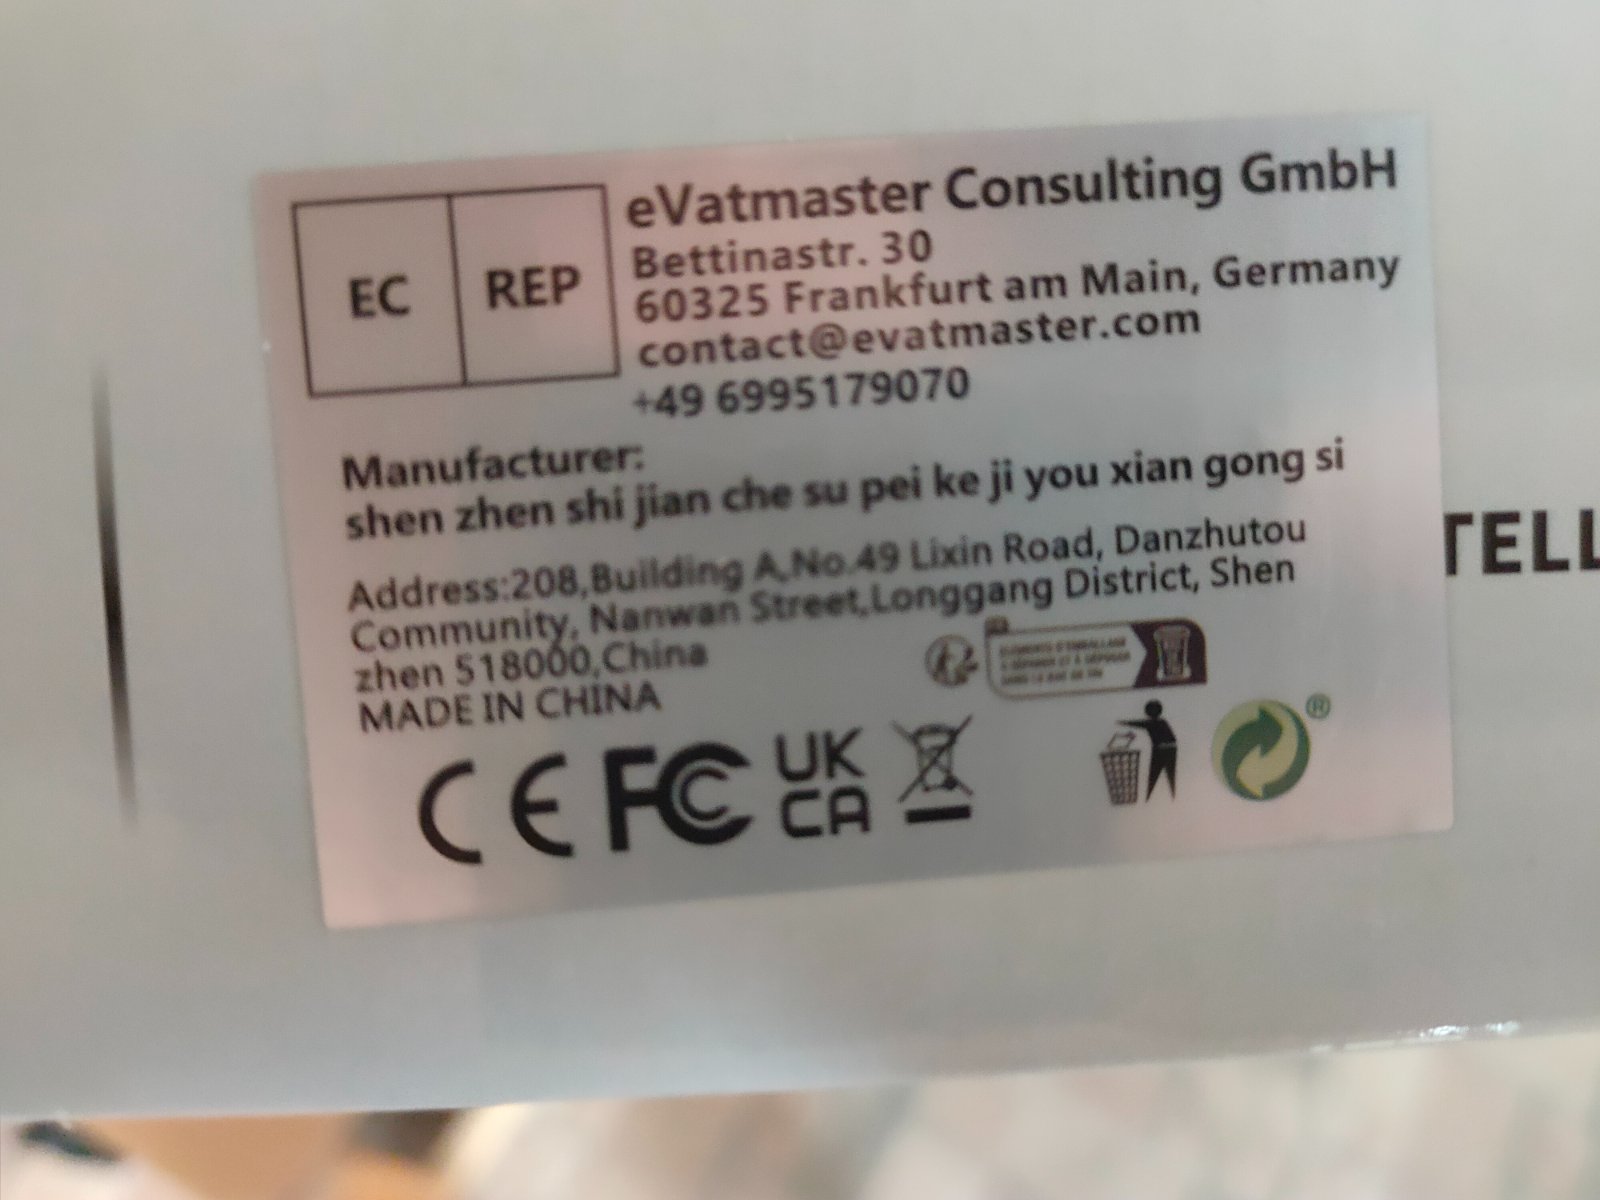 EC REP
eVatmaster Consulting GmbH
Bettinastr. 30
60325 Frankfurt am Main, Germany
contact@evatmaster.com
+49 6995179070
Manufacturer:
shen zhen shi jian che su pei ke ji you xian gong si
Address:208,Building A,No.49 Lixin Road, Danzhutou
Community, Nanwan Street,Longgang District, Shen
zhen 518000,China
MADE IN CHINA
CE FC UK
CA
®
TELL